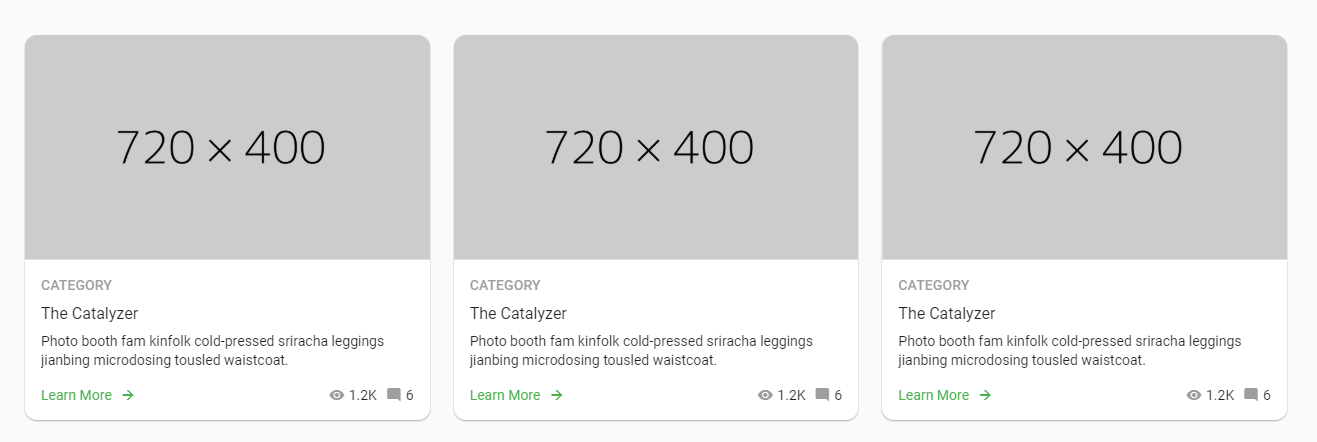 720 × 400
CATEGORY
The Catalyzer
Photo booth fam kinfolk cold-pressed sriracha leggings
jianbing microdosing tousled waistcoat.
Learn More → 1.2K 6
720 × 400
CATEGORY
The Catalyzer
Photo booth fam kinfolk cold-pressed sriracha leggings
jianbing microdosing tousled waistcoat.
Learn More → 1.2K 6
720 × 400
CATEGORY
The Catalyzer
Photo booth fam kinfolk cold-pressed sriracha leggings
jianbing microdosing tousled waistcoat.
Learn More → 1.2K 6